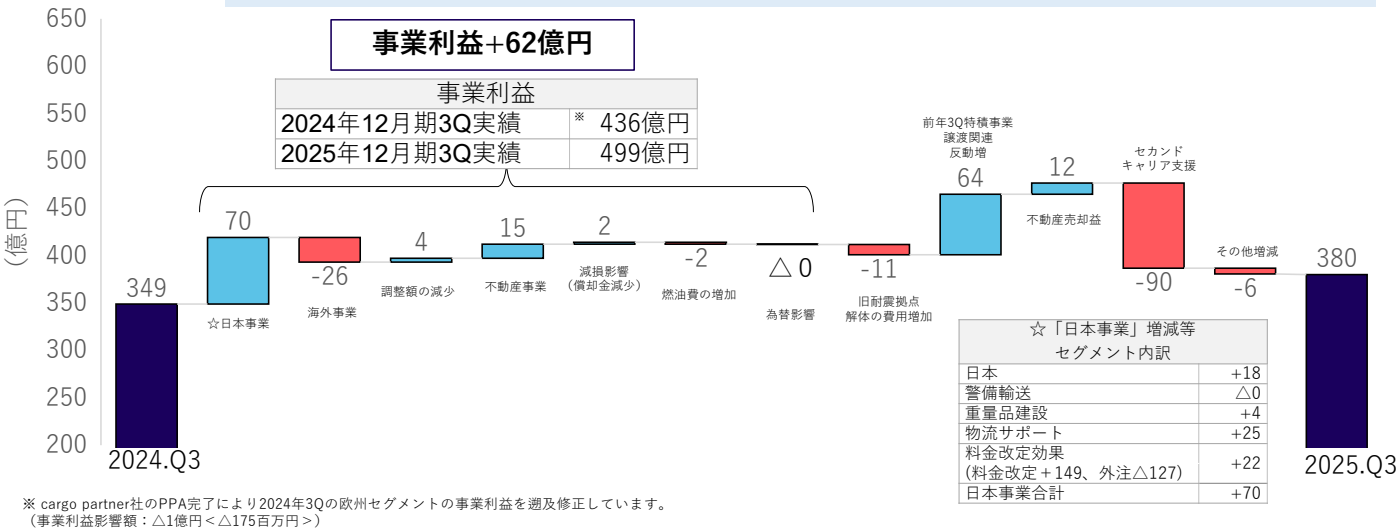 650
600
550
500
450
400
350
300
250
200
(億円)
事業利益+62億円
事業利益
2024年12月期3Q実績 ※ 436億円
2025年12月期3Q実績 499億円
349
2024.Q3
70
☆日本事業
-26
海外事業
4
調整額の減少
15
不動産事業
2
減損影響
(償却金減少)
-2
燃油費の増加
△ 0
為替影響
-11
旧耐震拠点
解体の費用増加
前年3Q特積事業
譲渡関連
反動増
64
12
不動産売却益
セカンド
キャリア支援
-90
その他増減
-6
380
2025.Q3
☆「日本事業」増減等
セグメント内訳
日本 +18
警備輸送 △0
重量品建設 +4
物流サポート +25
料金改定効果
(料金改定+149、外注△127) +22
日本事業合計 +70
※ cargo partner社のPPA完了により2024年3Qの欧州セグメントの事業利益を遡及修正しています。
(事業利益影響額:△1億円<△175百万円>)